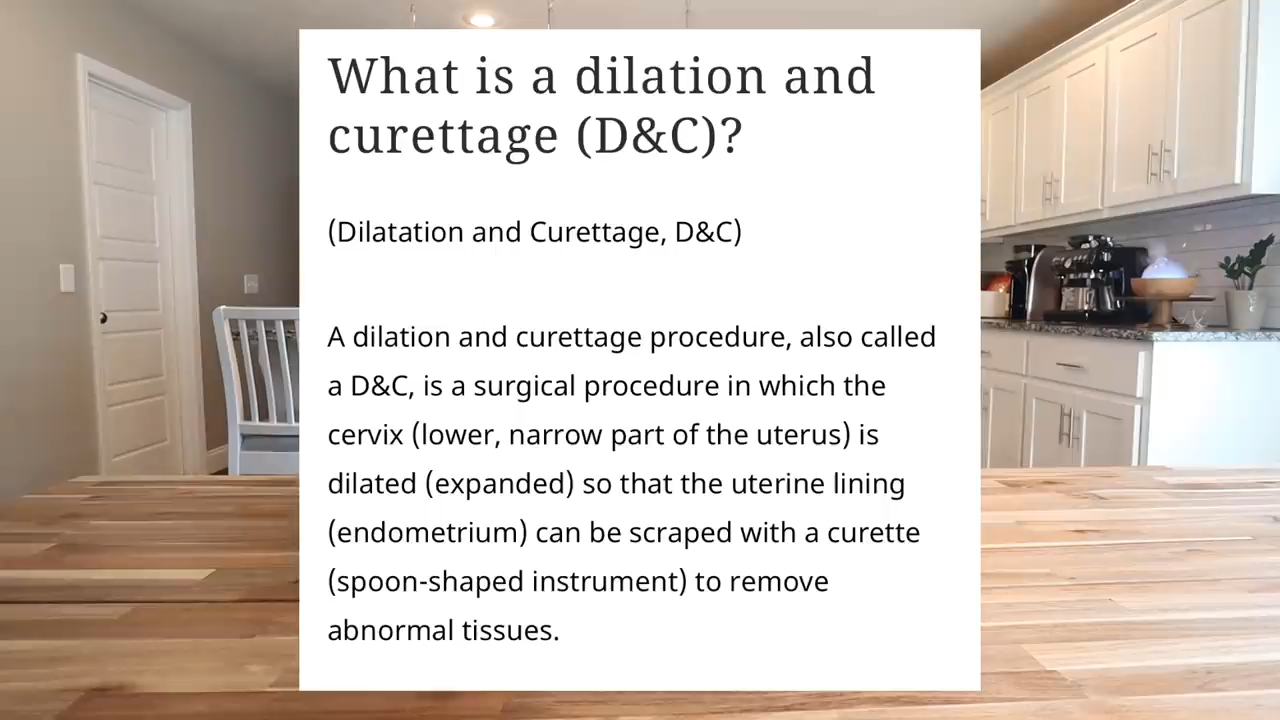 What is a dilation and
curettage (D&C)?
(Dilatation and Curettage, D&C)
A dilation and curettage procedure, also called
a D&C, is a surgical procedure in which the
cervix (lower, narrow part of the uterus) is
dilated (expanded) so that the uterine lining
(endometrium) can be scraped with a curette
(spoon-shaped instrument) to remove
abnormal tissues.